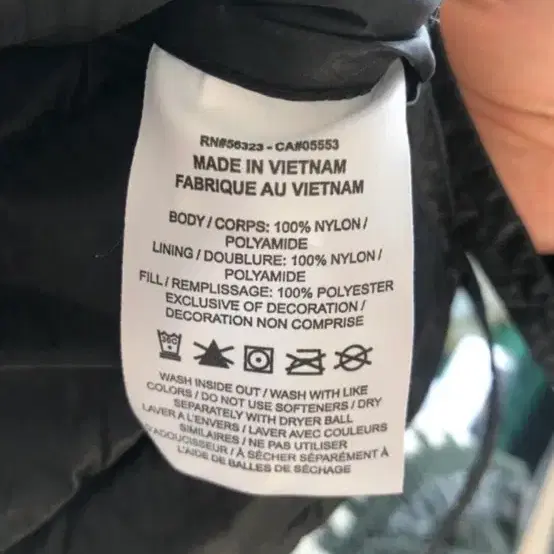 RN#56323 - CA#05553
MADE IN VIETNAM
FABRIQUE AU VIETNAM
BODY / CORPS: 100% NYLON /
POLYAMIDE
LINING / DOUBLURE: 100% NYLON /
POLYAMIDE
FILL / REMPLISSAGE: 100% POLYESTER
EXCLUSIVE OF DECORATION /
DECORATION NON COMPRISE
WASH INSIDE OUT / WASH WITH LIKE
COLORS / DO NOT USE SOFTENERS / DRY
SEPARATELY WITH DRYER BALL
LAVER A L'ENVERS / LAVER AVEC COULEURS
SIMILAIRES / NE PAS UTILISER
D'ADOUCISSEUR / À SÉCHER SÉPARÉMENT À
L'AIDE DE BALLES DE SÉCHAGE